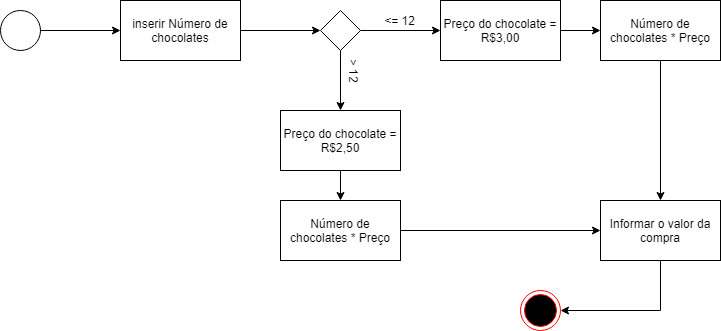 inserir Número de
chocolates
<= 12
Preço do chocolate =
R$3,00
Número de
chocolates * Preço
> 12
Preço do chocolate =
R$2,50
Número de
chocolates * Preço
Informar o valor da
compra